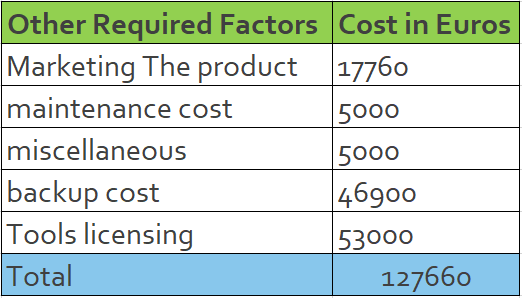 Other Required Factors Cost in Euros
Marketing The product 17760
maintenance cost 5000
miscellaneous 5000
backup cost 46900
Tools licensing 53000
Total 127660